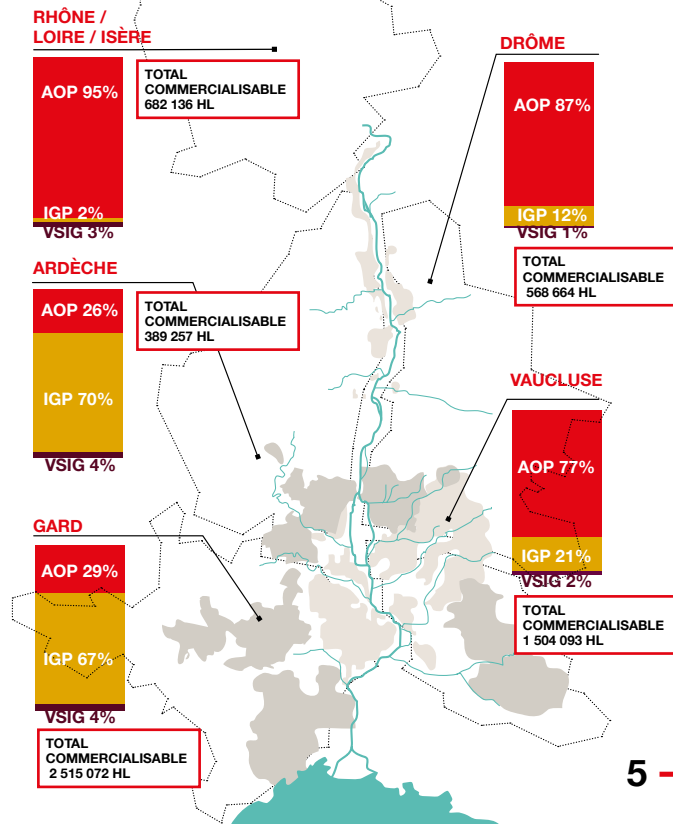 RHÔNE /
LOIRE / ISÈRE
AOP 95%
IGP 2%
VSIG 3%
TOTAL
COMMERCIALISABLE
682 136 HL
DRÔME
AOP 87%
IGP 12%
VSIG 1%
TOTAL
COMMERCIALISABLE
568 664 HL
ARDÈCHE
AOP 26%
IGP 70%
VSIG 4%
TOTAL
COMMERCIALISABLE
389 257 HL
VAUCLUSE
AOP 77%
IGP 21%
VSIG 2%
TOTAL
COMMERCIALISABLE
1 504 093 HL
GARD
AOP 29%
IGP 67%
VSIG 4%
TOTAL
COMMERCIALISABLE
2 515 072 HL
5